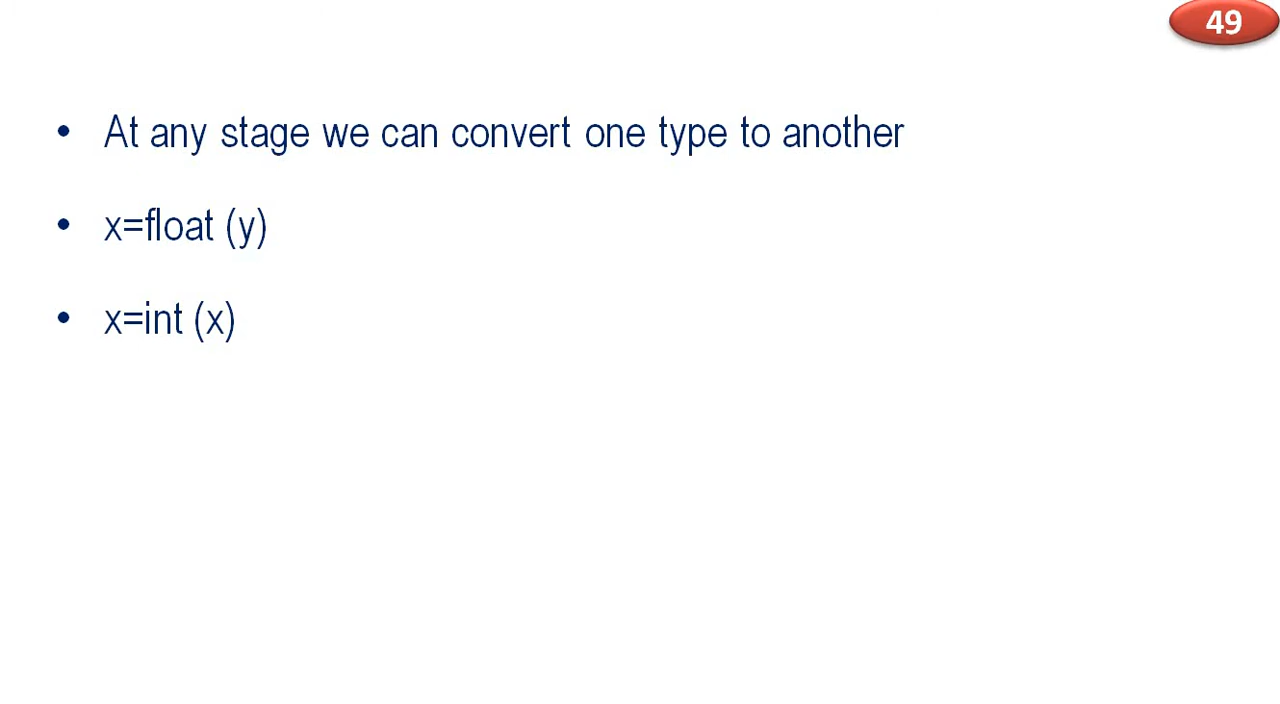 49
• At any stage we can convert one type to another
• x=float (y)
• x=int (x)